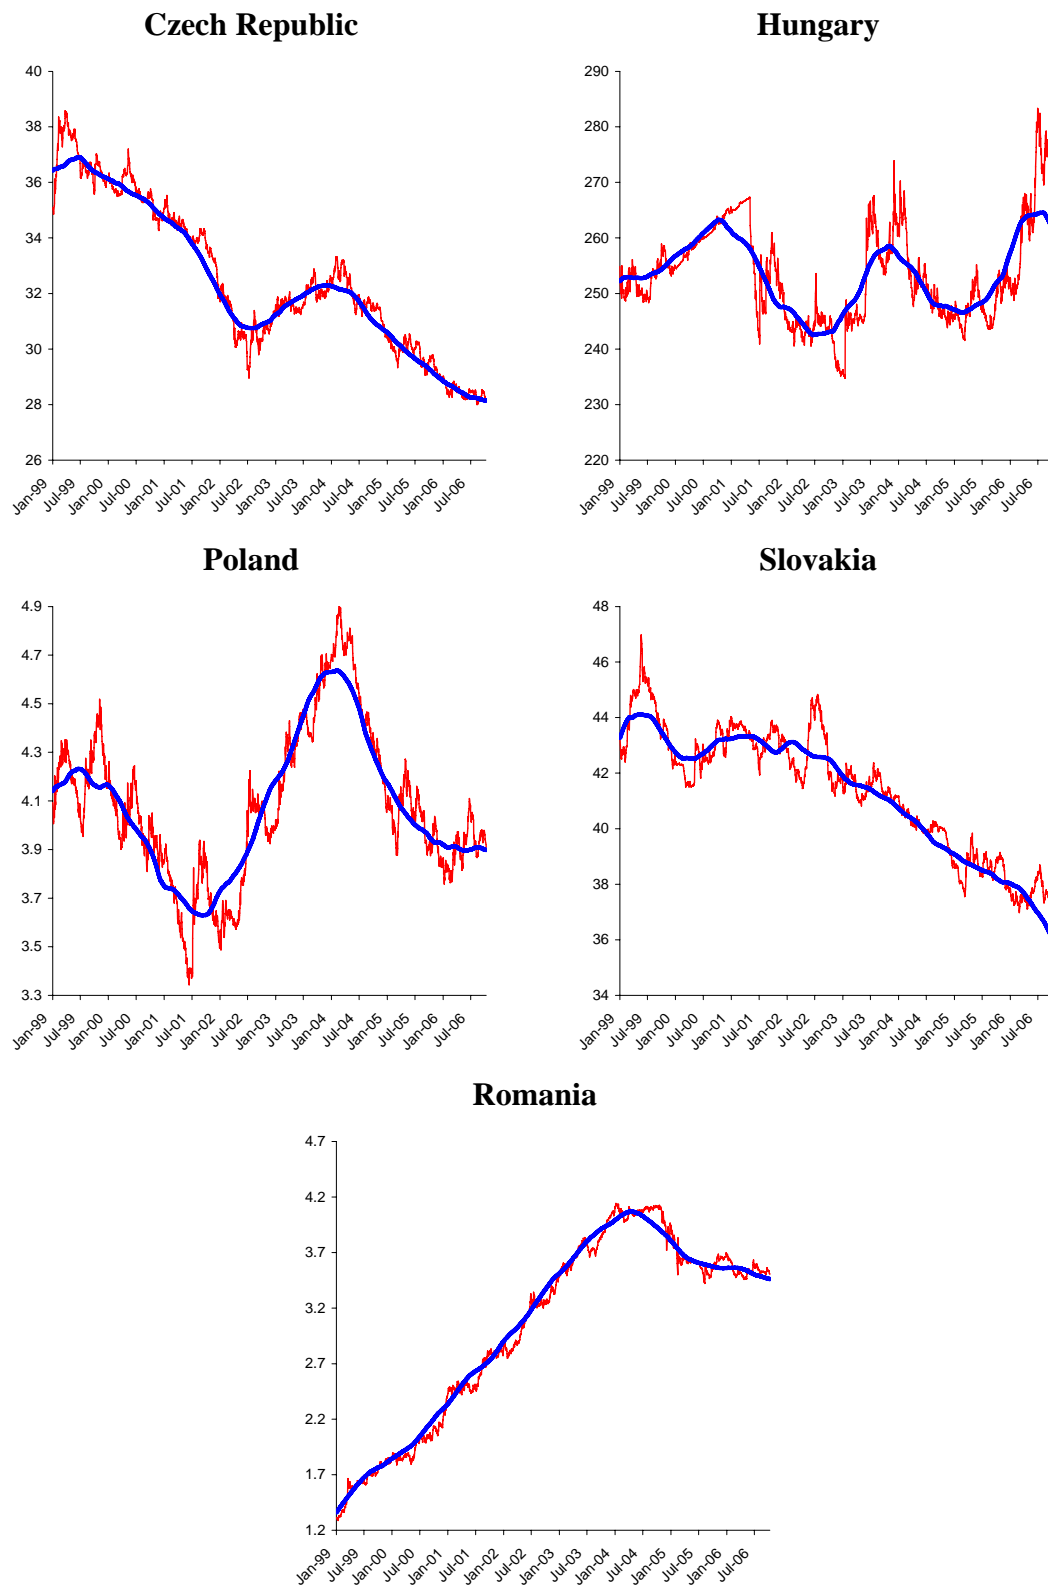 Czech Republic
Hungary
40
38
36
34
32
30
28
26
Jan-99
Jul-99
Jan-00
Jul-00
Jan-01
Jul-01
Jan-02
Jul-02
Jan-03
Jul-03
Jan-04
Jul-04
Jan-05
Jul-05
Jan-06
Jul-06
290
280
270
260
250
240
230
220
Jan-99
Jul-99
Jan-00
Jul-00
Jan-01
Jul-01
Jan-02
Jul-02
Jan-03
Jul-03
Jan-04
Jul-04
Jan-05
Jul-05
Jan-06
Jul-06
Poland
Slovakia
4.9
4.7
4.5
4.3
4.1
3.9
3.7
3.5
3.3
Jan-99
Jul-99
Jan-00
Jul-00
Jan-01
Jul-01
Jan-02
Jul-02
Jan-03
Jul-03
Jan-04
Jul-04
Jan-05
Jul-05
Jan-06
Jul-06
48
46
43
42
40
38
36
34
Jan-99
Jul-99
Jan-00
Jul-00
Jan-01
Jul-01
Jan-02
Jul-02
Jan-03
Jul-03
Jan-04
Jul-04
Jan-05
Jul-05
Jan-06
Jul-06
Romania
4.7
4.2
3.7
3.2
2.7
2.2
1.7
1.2
Jan-99
Jul-99
Jan-00
Jul-00
Jan-01
Jul-01
Jan-02
Jul-02
Jan-03
Jul-03
Jan-04
Jul-04
Jan-05
Jul-05
Jan-06
Jul-06